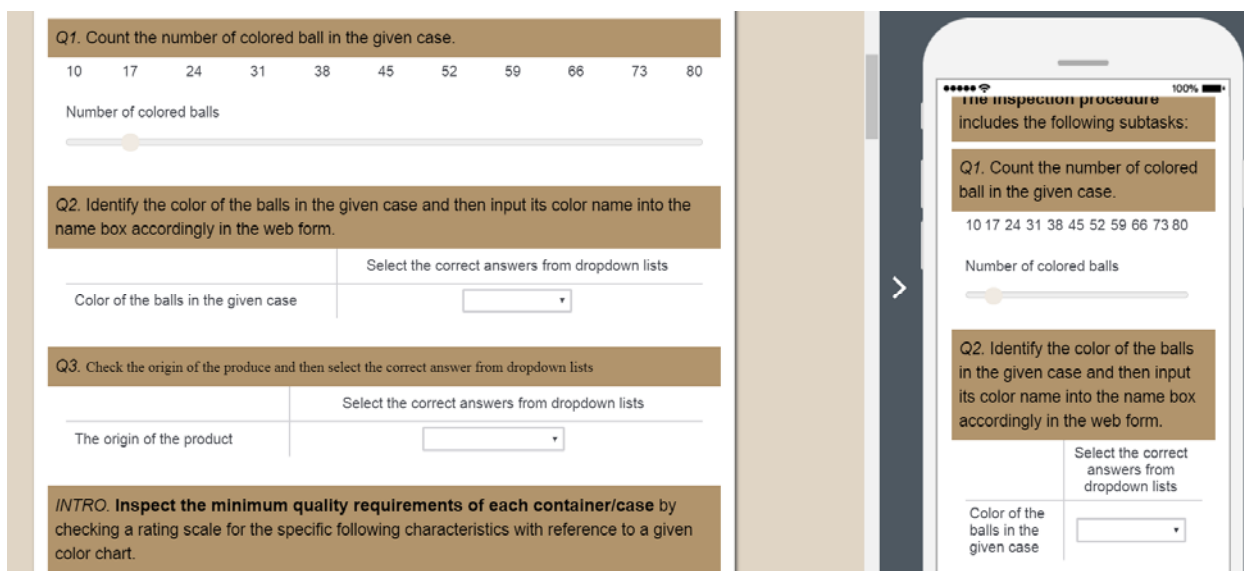 Q1. Count the number of colored ball in the given case.
10 17 24 31 38 45 52 59 66 73 80
Number of colored balls
Q2. Identify the color of the balls in the given case and then input its color name into the
name box accordingly in the web form.
Select the correct answers from dropdown lists
Color of the balls in the given case
Q3. Check the origin of the produce and then select the correct answer from dropdown lists
Select the correct answers from dropdown lists
The origin of the product
INTRO. Inspect the minimum quality requirements of each container/case by
checking a rating scale for the specific following characteristics with reference to a given
color chart.
100%
The inspection procedure
includes the following subtasks:
Q1. Count the number of colored
ball in the given case.
10 17 24 31 38 45 52 59 66 73 80
Number of colored balls
Q2. Identify the color of the balls
in the given case and then input
its color name into the name box
accordingly in the web form.
Select the correct
answers from
dropdown lists
Color of the
balls in the
given case